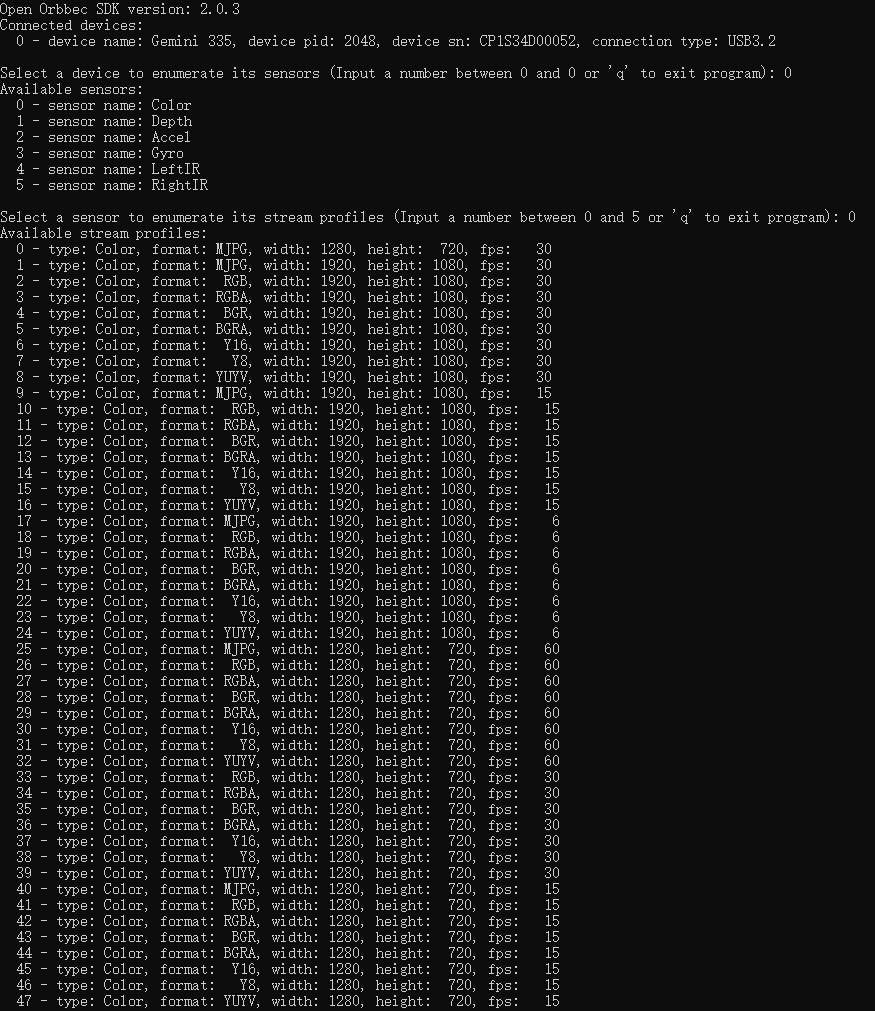 Open Orbbec SDK version: 2.0.3
Connected devices:
  0 - device name: Gemini 335, device pid: 2048, device sn: CP1S34D00052, connection type: USB3.2

Select a device to enumerate its sensors (Input a number between 0 and 0 or 'q' to exit program): 0
Available sensors:
  0 - sensor name: Color
  1 - sensor name: Depth
  2 - sensor name: Accel
  3 - sensor name: Gyro
  4 - sensor name: LeftIR
  5 - sensor name: RightIR

Select a sensor to enumerate its stream profiles (Input a number between 0 and 5 or 'q' to exit program): 0
Available stream profiles:
  0 - type: Color, format: MJPG, width: 1280, height:  720, fps:   30
  1 - type: Color, format: MJPG, width: 1920, height: 1080, fps:   30
  2 - type: Color, format:  RGB, width: 1920, height: 1080, fps:   30
  3 - type: Color, format: RGBA, width: 1920, height: 1080, fps:   30
  4 - type: Color, format:  BGR, width: 1920, height: 1080, fps:   30
  5 - type: Color, format: BGRA, width: 1920, height: 1080, fps:   30
  6 - type: Color, format:  Y16, width: 1920, height: 1080, fps:   30
  7 - type: Color, format:   Y8, width: 1920, height: 1080, fps:   30
  8 - type: Color, format: YUYV, width: 1920, height: 1080, fps:   30
  9 - type: Color, format: MJPG, width: 1920, height: 1080, fps:   15
  10 - type: Color, format:  RGB, width: 1920, height: 1080, fps:   15
  11 - type: Color, format: RGBA, width: 1920, height: 1080, fps:   15
  12 - type: Color, format:  BGR, width: 1920, height: 1080, fps:   15
  13 - type: Color, format: BGRA, width: 1920, height: 1080, fps:   15
  14 - type: Color, format:  Y16, width: 1920, height: 1080, fps:   15
  15 - type: Color, format:   Y8, width: 1920, height: 1080, fps:   15
  16 - type: Color, format: YUYV, width: 1920, height: 1080, fps:   15
  17 - type: Color, format: MJPG, width: 1920, height: 1080, fps:    6
  18 - type: Color, format:  RGB, width: 1920, height: 1080, fps:    6
  19 - type: Color, format: RGBA, width: 1920, height: 1080, fps:    6
  20 - type: Color, format:  BGR, width: 1920, height: 1080, fps:    6
  21 - type: Color, format: BGRA, width: 1920, height: 1080, fps:    6
  22 - type: Color, format:  Y16, width: 1920, height: 1080, fps:    6
  23 - type: Color, format:   Y8, width: 1920, height: 1080, fps:    6
  24 - type: Color, format: YUYV, width: 1920, height: 1080, fps:    6
  25 - type: Color, format: MJPG, width: 1280, height:  720, fps:   60
  26 - type: Color, format:  RGB, width: 1280, height:  720, fps:   60
  27 - type: Color, format: RGBA, width: 1280, height:  720, fps:   60
  28 - type: Color, format:  BGR, width: 1280, height:  720, fps:   60
  29 - type: Color, format: BGRA, width: 1280, height:  720, fps:   60
  30 - type: Color, format:  Y16, width: 1280, height:  720, fps:   60
  31 - type: Color, format:   Y8, width: 1280, height:  720, fps:   60
  32 - type: Color, format: YUYV, width: 1280, height:  720, fps:   60
  33 - type: Color, format:  RGB, width: 1280, height:  720, fps:   30
  34 - type: Color, format: RGBA, width: 1280, height:  720, fps:   30
  35 - type: Color, format:  BGR, width: 1280, height:  720, fps:   30
  36 - type: Color, format: BGRA, width: 1280, height:  720, fps:   30
  37 - type: Color, format:  Y16, width: 1280, height:  720, fps:   30
  38 - type: Color, format:   Y8, width: 1280, height:  720, fps:   30
  39 - type: Color, format: YUYV, width: 1280, height:  720, fps:   30
  40 - type: Color, format: MJPG, width: 1280, height:  720, fps:   15
  41 - type: Color, format:  RGB, width: 1280, height:  720, fps:   15
  42 - type: Color, format: RGBA, width: 1280, height:  720, fps:   15
  43 - type: Color, format:  BGR, width: 1280, height:  720, fps:   15
  44 - type: Color, format: BGRA, width: 1280, height:  720, fps:   15
  45 - type: Color, format:  Y16, width: 1280, height:  720, fps:   15
  46 - type: Color, format:   Y8, width: 1280, height:  720, fps:   15
  47 - type: Color, format: YUYV, width: 1280, height:  720, fps:   15